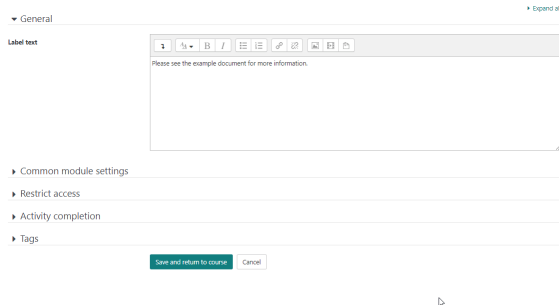 Expand al
General
Label text
B I
Please see the example document for more information.
Common module settings
Restrict access
Activity completion
Tags
Save and return to course Cancel